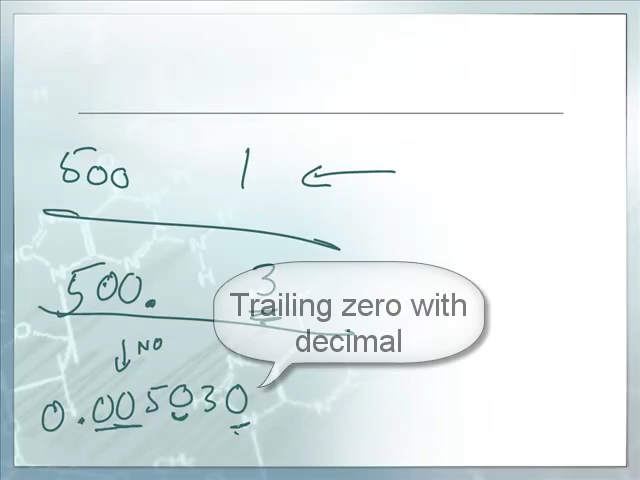 500 1 ←
500. 3
Trailing zero with
decimal
↓ NO
0.005030